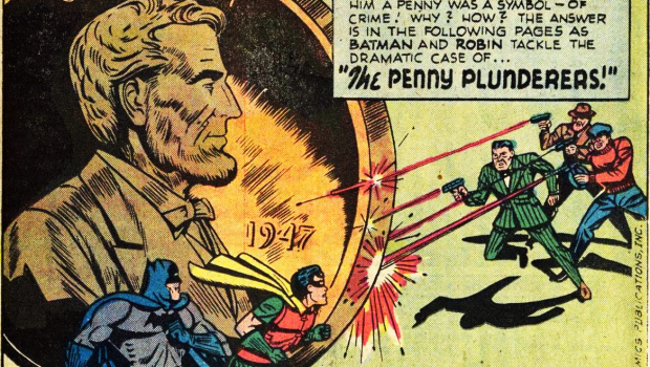 HIM A PENNY WAS A SYMBOL—OF
CRIME! WHY? HOW? THE ANSWER
IS IN THE FOLLOWING PAGES AS
BATMAN AND ROBIN TACKLE THE
DRAMATIC CASE OF...
"The PENNY PLUNDERERS!"
1947
MICS PUBLICATIONS, INC.